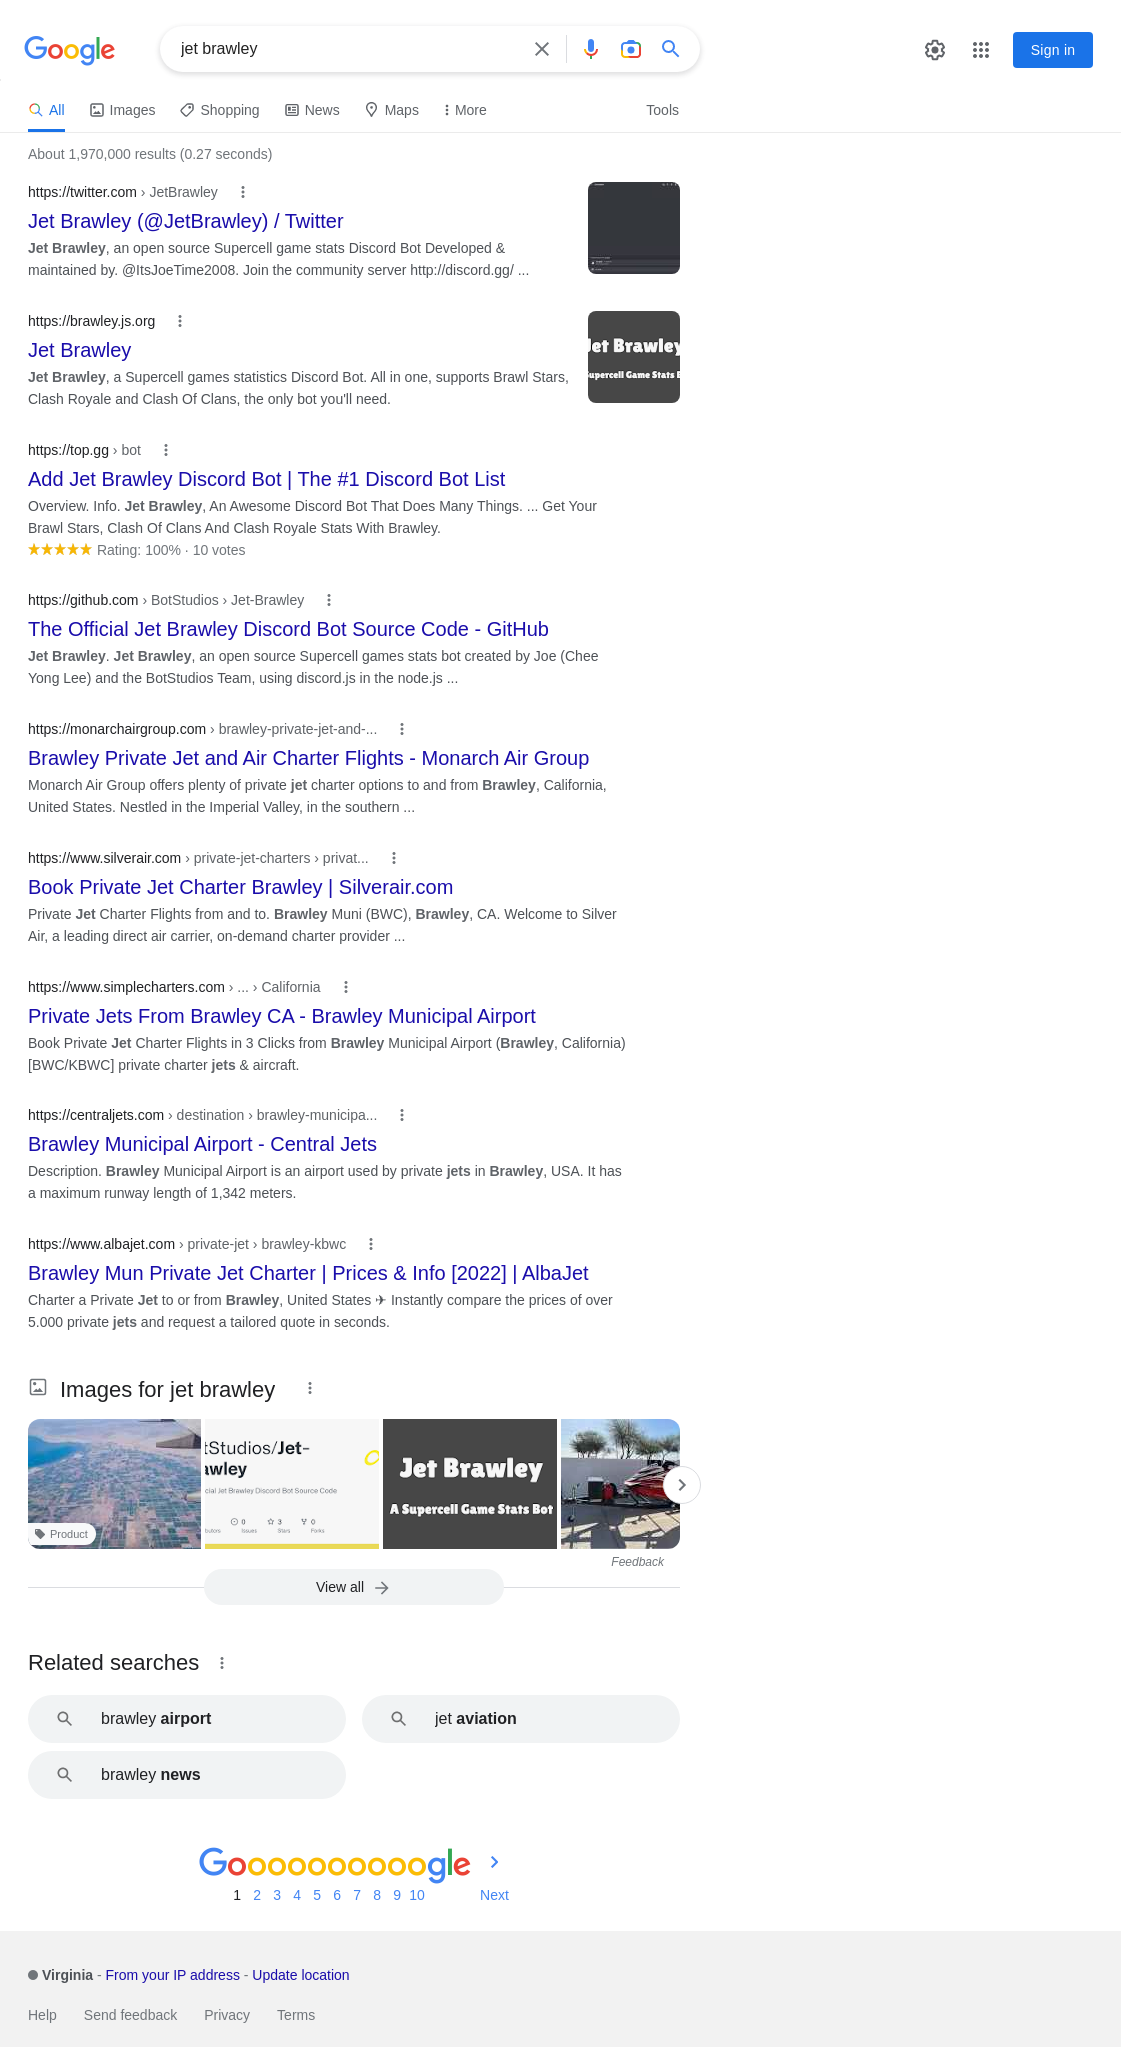 Google
jet brawley
Sign in
All
Images
Shopping
News
Maps
More
Tools
About 1,970,000 results (0.27 seconds)
https://twitter.com › JetBrawley
Jet Brawley (@JetBrawley) / Twitter
Jet Brawley, an open source Supercell game stats Discord Bot Developed &
maintained by. @ItsJoeTime2008. Join the community server http://discord.gg/ ...
https://brawley.js.org
Jet Brawley
Jet Brawley, a Supercell games statistics Discord Bot. All in one, supports Brawl Stars,
Clash Royale and Clash Of Clans, the only bot you'll need.
Jet Brawley
Supercell Game Stats B
https://top.gg › bot
Add Jet Brawley Discord Bot | The #1 Discord Bot List
Overview. Info. Jet Brawley, An Awesome Discord Bot That Does Many Things. ... Get Your
Brawl Stars, Clash Of Clans And Clash Royale Stats With Brawley.
Rating: 100% · 10 votes
https://github.com › BotStudios › Jet-Brawley
The Official Jet Brawley Discord Bot Source Code - GitHub
Jet Brawley. Jet Brawley, an open source Supercell games stats bot created by Joe (Chee
Yong Lee) and the BotStudios Team, using discord.js in the node.js ...
https://monarchairgroup.com › brawley-private-jet-and-...
Brawley Private Jet and Air Charter Flights - Monarch Air Group
Monarch Air Group offers plenty of private jet charter options to and from Brawley, California,
United States. Nestled in the Imperial Valley, in the southern ...
https://www.silverair.com › private-jet-charters › privat...
Book Private Jet Charter Brawley | Silverair.com
Private Jet Charter Flights from and to. Brawley Muni (BWC), Brawley, CA. Welcome to Silver
Air, a leading direct air carrier, on-demand charter provider ...
https://www.simplecharters.com › ... › California
Private Jets From Brawley CA - Brawley Municipal Airport
Book Private Jet Charter Flights in 3 Clicks from Brawley Municipal Airport (Brawley, California)
[BWC/KBWC] private charter jets & aircraft.
https://centraljets.com › destination › brawley-municipa...
Brawley Municipal Airport - Central Jets
Description. Brawley Municipal Airport is an airport used by private jets in Brawley, USA. It has
a maximum runway length of 1,342 meters.
https://www.albajet.com › private-jet › brawley-kbwc
Brawley Mun Private Jet Charter | Prices & Info [2022] | AlbaJet
Charter a Private Jet to or from Brawley, United States ✈ Instantly compare the prices of over
5.000 private jets and request a tailored quote in seconds.
Images for jet brawley
Product
tStudios/Jet-
awley
cial Jet Brawley Discord Bot Source Code
0
3
0
Issues
Stars
Forks
Jet Brawley
A Supercell Game Stats Bot
Feedback
View all
Related searches
brawley airport
jet aviation
brawley news
Goooooooooogle
1 2 3 4 5 6 7 8 9 10 Next
Virginia - From your IP address - Update location
Help Send feedback Privacy Terms